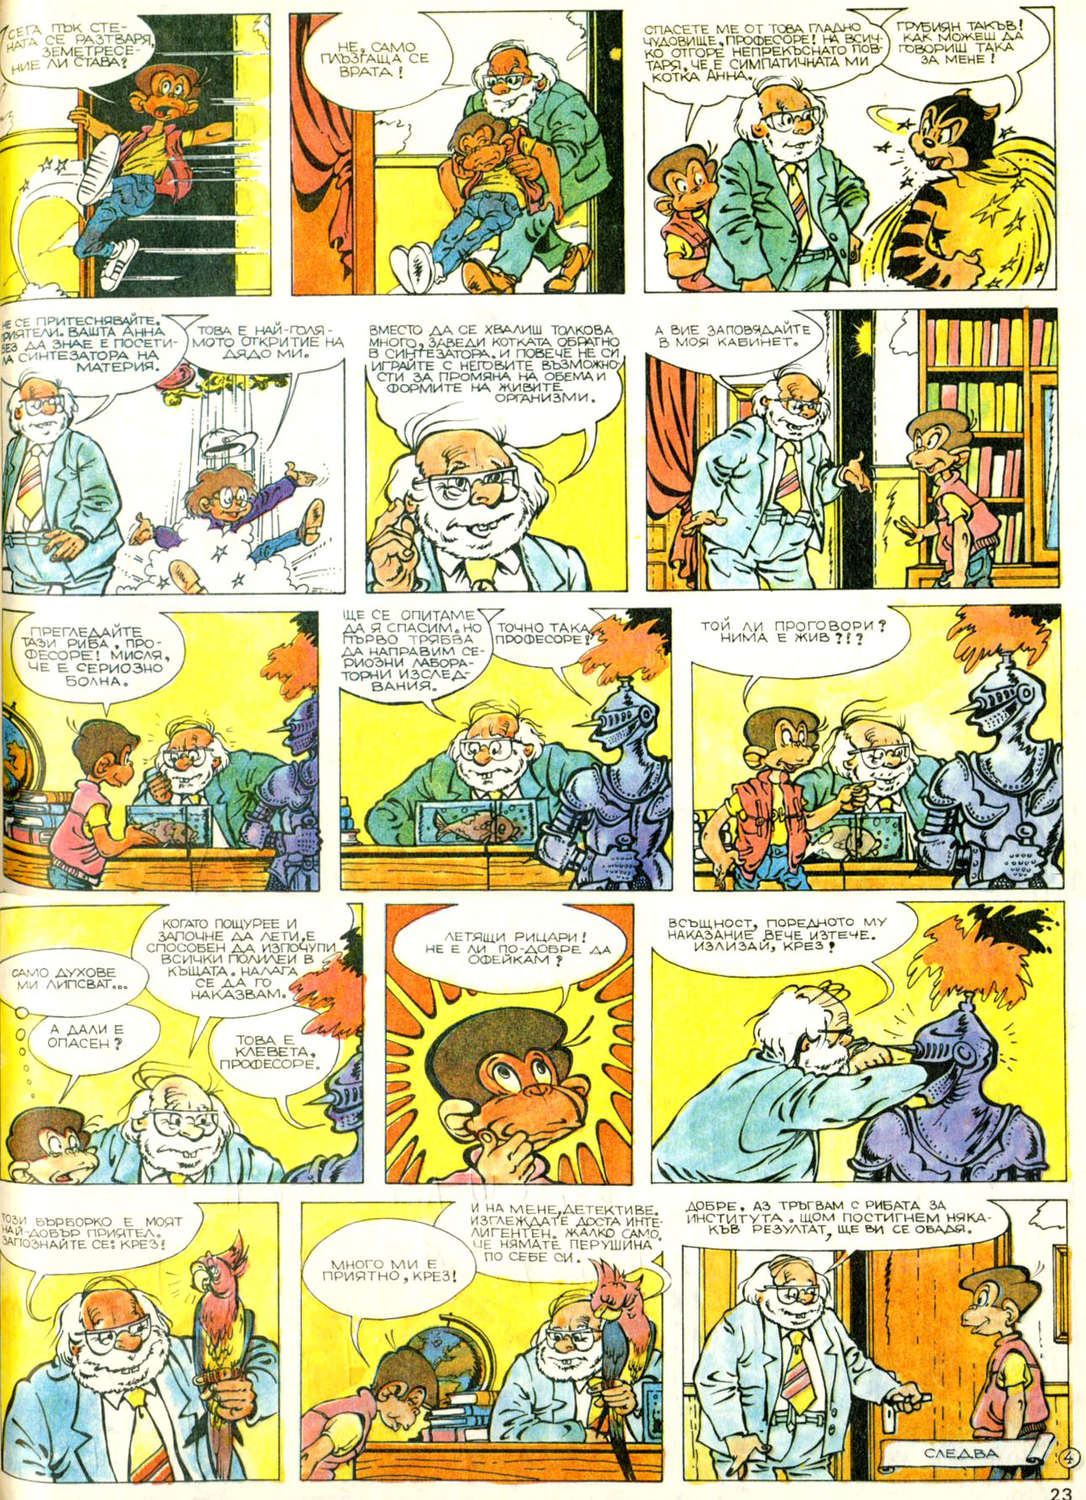 СЕГА ПЪК СТЕ-
НАТА СЕ РАЗТВАРЯ,
ЗЕМЕТРЕСЕ-
НИЕ ЛИ СТАВА?
НЕ, САМО
ПЛЪЗГАЩА СЕ
ВРАТА!
СПАСЕТЕ МЕ ОТ ТОВА ГЛАДНО
ЧУДОВИЩЕ, ПРОФЕСОРЕ! НА ВСИЧ-
КО ОТГОРЕ НЕПРЕКЪСНАТО ПОВ-
ТАРЯ, ЧЕ Е СИМПАТИЧНАТА МИ
КОТКА АННА.
ГРУБИЯН ТАКЪВ!
КАК МОЖЕШ ДА
ГОВОРИШ ТАКА
ЗА МЕНЕ!
НЕ СЕ ПРИТЕСНЯВАЙТЕ,
ПРИЯТЕЛИ. ВАШТА АННА
БЕЗ ДА ЗНАЕ Е ПОСЕТИ-
ЛА СИНТЕЗАТОРА НА
МАТЕРИЯ.
ТОВА Е НАЙ-ГОЛЯ-
МОТО ОТКРИТИЕ НА
ДЯДО МИ.
ВМЕСТО ДА СЕ ХВАЛИШ ТОЛКОВА
МНОГО, ЗАВЕДИ КОТКАТА ОБРАТНО
В СИНТЕЗАТОРА. И ПОВЕЧЕ НЕ СИ
ИГРАЙТЕ С НЕГОВИТЕ ВЪЗМОЖНО-
СТИ ЗА ПРОМЯНА НА ОБЕМА И
ФОРМИТЕ НА ЖИВИТЕ
ОРГАНИЗМИ.
А ВИЕ ЗАПОВЯДАЙТЕ
В МОЯ КАБИНЕТ.
ПРЕГЛЕДАЙТЕ
ТАЗИ РИБА, ПРО-
ФЕСОРЕ! МИСЛЯ,
ЧЕ Е СЕРИОЗНО
БОЛНА.
ЩЕ СЕ ОПИТАМЕ
ДА Я СПАСИМ. НО
ПЪРВО ТРЯБВА
ДА НАПРАВИМ СЕ-
РИОЗНИ ЛАБОРА-
ТОРНИ ИЗСЛЕД-
ВАНИЯ.
ТОЧНО ТАКА,
ПРОФЕСОРЕ!
ТОЙ ЛИ ПРОГОВОРИ?
НИМА Е ЖИВ?!?
САМО ДУХОВЕ
МИ ЛИПСВАТ...
А ДАЛИ Е
ОПАСЕН?
КОГАТО ПОЩУРЕЕ И
ЗАПОЧНЕ ДА ЛЕТИ, Е
СПОСОБЕН ДА ИЗПОЧУПИ
ВСИЧКИ ПОЛИЛЕИ В
КЪЩАТА. НАЛАГА
СЕ ДА ГО
НАКАЗВАМ.
ТОВА Е
КЛЕВЕТА,
ПРОФЕСОРЕ.
ЛЕТЯЩИ РИЦАРИ!
НЕ Е ЛИ ПО-ДОБРЕ ДА
ОФЕЙКАМ?
ВСЪЩНОСТ, ПОРЕДНОТО МУ
НАКАЗАНИЕ ВЕЧЕ ИЗТЕЧЕ.
ИЗЛИЗАЙ, КРЕЗ!
ТОЗИ БЪРБОРКО Е МОЯТ
НАЙ-ДОБЪР ПРИЯТЕЛ.
ЗАПОЗНАЙТЕ СЕ: КРЕЗ!
МНОГО МИ Е
ПРИЯТНО, КРЕЗ!
И НА МЕНЕ, ДЕТЕКТИВЕ.
ИЗГЛЕЖДАТЕ ДОСТА ИНТЕ-
ЛИГЕНТЕН. ЖАЛКО САМО,
ЧЕ НЯМАТЕ ПЕРУШИНА
ПО СЕБЕ СИ.
ДОБРЕ, АЗ ТРЪГВАМ С РИБАТА ЗА
ИНСТИТУТА. ЩОМ ПОСТИГНЕМ НЯКА-
КЪВ РЕЗУЛТАТ, ЩЕ ВИ СЕ ОБАДЯ.
СЛЕДВА
4
23